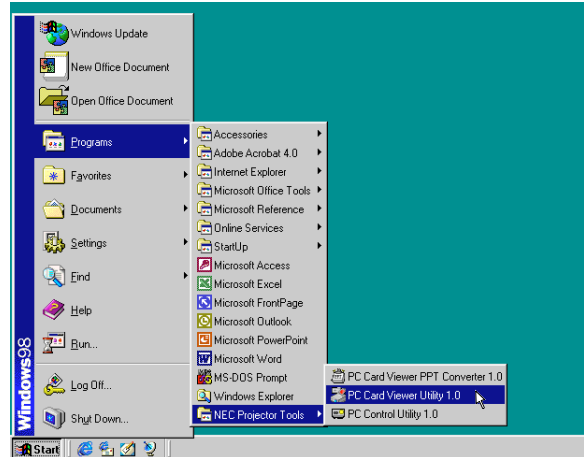 Windows Update
New Office Document
Open Office Document
Programs
Favorites
Documents
Settings
Find
Help
Run...
Log Off...
Shut Down...
Windows98
Accessories
Adobe Acrobat 4.0
Internet Explorer
Microsoft Office Tools
Microsoft Reference
Online Services
StartUp
Microsoft Access
Microsoft Excel
Microsoft FrontPage
Microsoft Outlook
Microsoft PowerPoint
Microsoft Word
MS-DOS Prompt
Windows Explorer
NEC Projector Tools
PC Card Viewer PPT Converter 1.0
PC Card Viewer Utility 1.0
PC Control Utility 1.0
Start